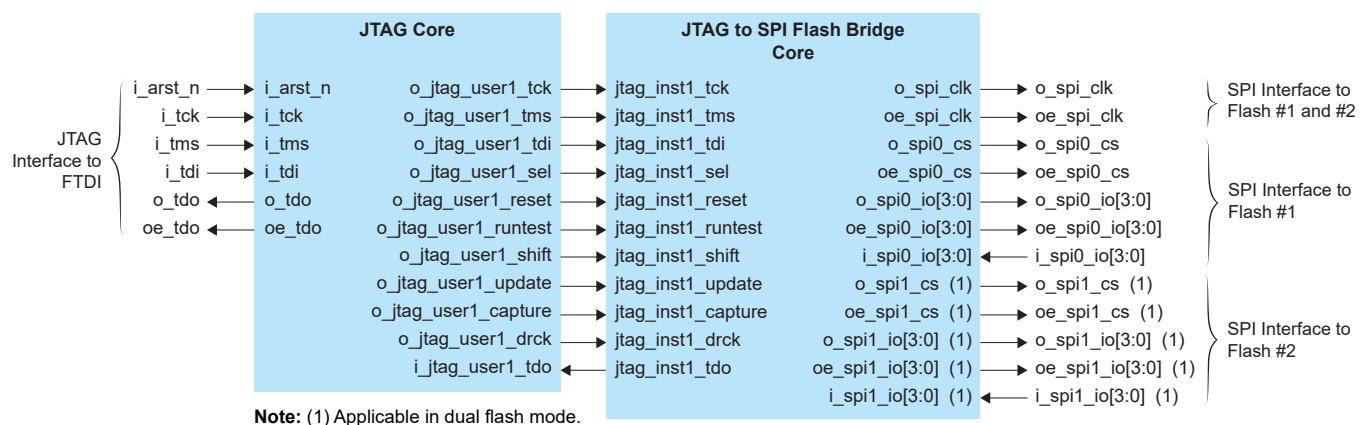 JTAG Core
JTAG to SPI Flash Bridge
Core
JTAG
Interface to
FTDI
i_arst_n i_arst_n o_jtag_user1_tck jtag_inst1_tck o_spi_clk o_spi_clk
i_tck i_tck o_jtag_user1_tms jtag_inst1_tms oe_spi_clk oe_spi_clk
i_tms i_tms o_jtag_user1_tdi jtag_inst1_tdi o_spi0_cs o_spi0_cs
i_tdi i_tdi o_jtag_user1_sel jtag_inst1_sel oe_spi0_cs oe_spi0_cs
o_tdo o_tdo o_jtag_user1_reset jtag_inst1_reset o_spi0_io[3:0] o_spi0_io[3:0]
oe_tdo oe_tdo o_jtag_user1_runtest jtag_inst1_runtest oe_spi0_io[3:0] oe_spi0_io[3:0]
o_jtag_user1_shift jtag_inst1_shift i_spi0_io[3:0] i_spi0_io[3:0]
o_jtag_user1_update jtag_inst1_update o_spi1_cs (1) o_spi1_cs (1)
o_jtag_user1_capture jtag_inst1_capture oe_spi1_cs (1) oe_spi1_cs (1)
o_jtag_user1_drck jtag_inst1_drck o_spi1_io[3:0] (1) o_spi1_io[3:0] (1)
i_jtag_user1_tdo jtag_inst1_tdo oe_spi1_io[3:0] (1) oe_spi1_io[3:0] (1)
i_spi1_io[3:0] (1) i_spi1_io[3:0] (1)
SPI Interface to
Flash #1 and #2
SPI Interface to
Flash #1
SPI Interface to
Flash #2
Note: (1) Applicable in dual flash mode.